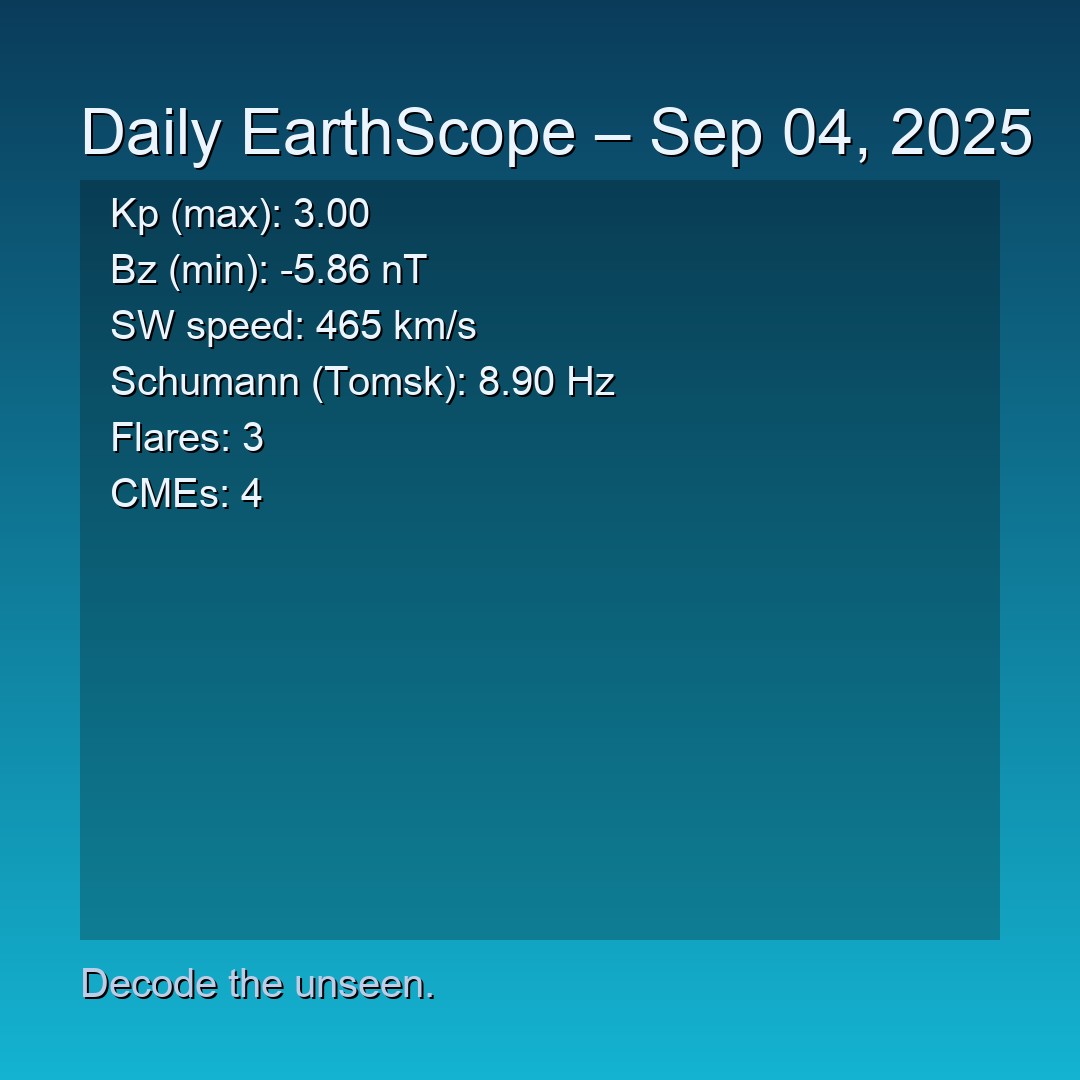 Daily EarthScope – Sep 04, 2025
Kp (max): 3.00
Bz (min): -5.86 nT
SW speed: 465 km/s
Schumann (Tomsk): 8.90 Hz
Flares: 3
CMEs: 4
Decode the unseen.